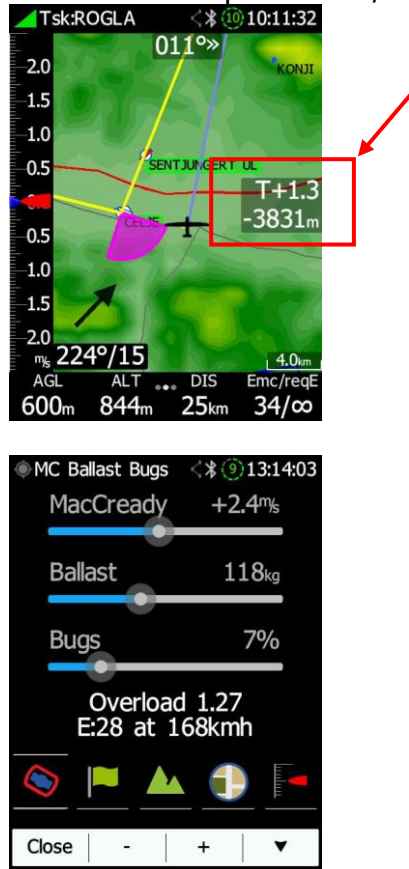 Tsk:ROGLA 10 10:11:32
011°»
2.0
KONJI
1.5
1.0
SENTJUNGERT UL
0.5
T+1.3
-3831m
CELJE
0.5
1.0
1.5
2.0
m/s 224°/15
4.0km
AGL ALT DIS Emc/reqE
600m 844m 25km 34/∞
MC Ballast Bugs 9 13:14:03
MacCready +2.4m/s
Ballast 118kg
Bugs 7%
Overload 1.27
E:28 at 168kmh
Close - + ▼